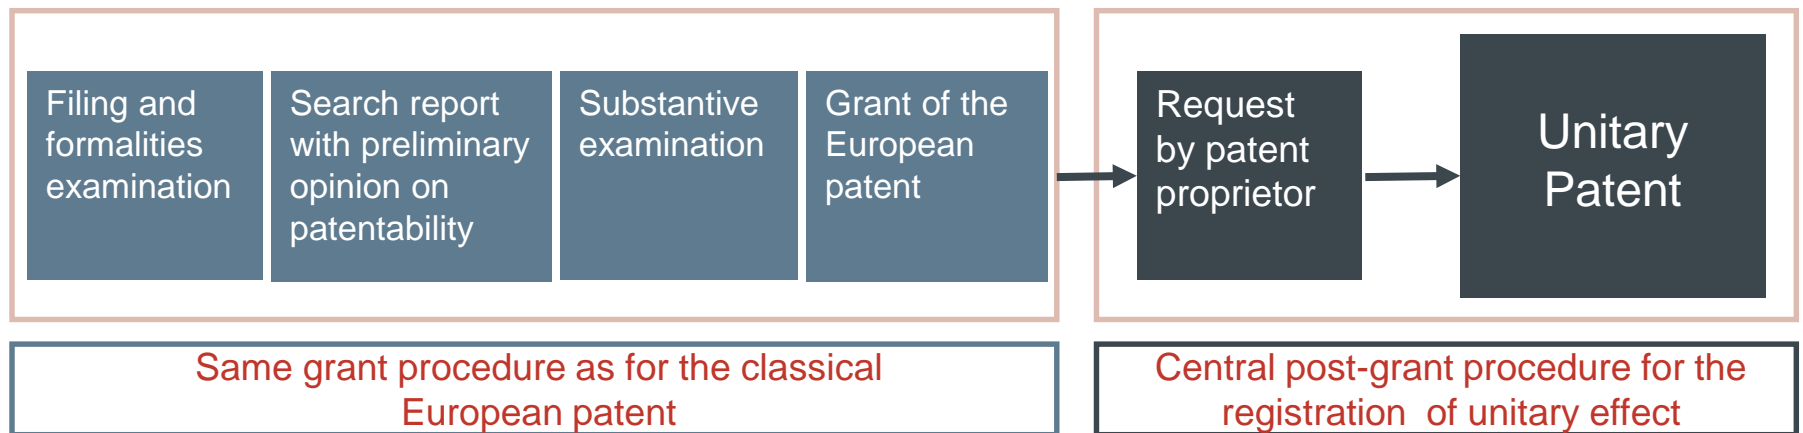 Filing and
formalities
examination
Search report
with preliminary
opinion on
patentability
Substantive
examination
Grant of the
European
patent
Request
by patent
proprietor
Unitary
Patent
Same grant procedure as for the classical
European patent
Central post-grant procedure for the
registration  of unitary effect